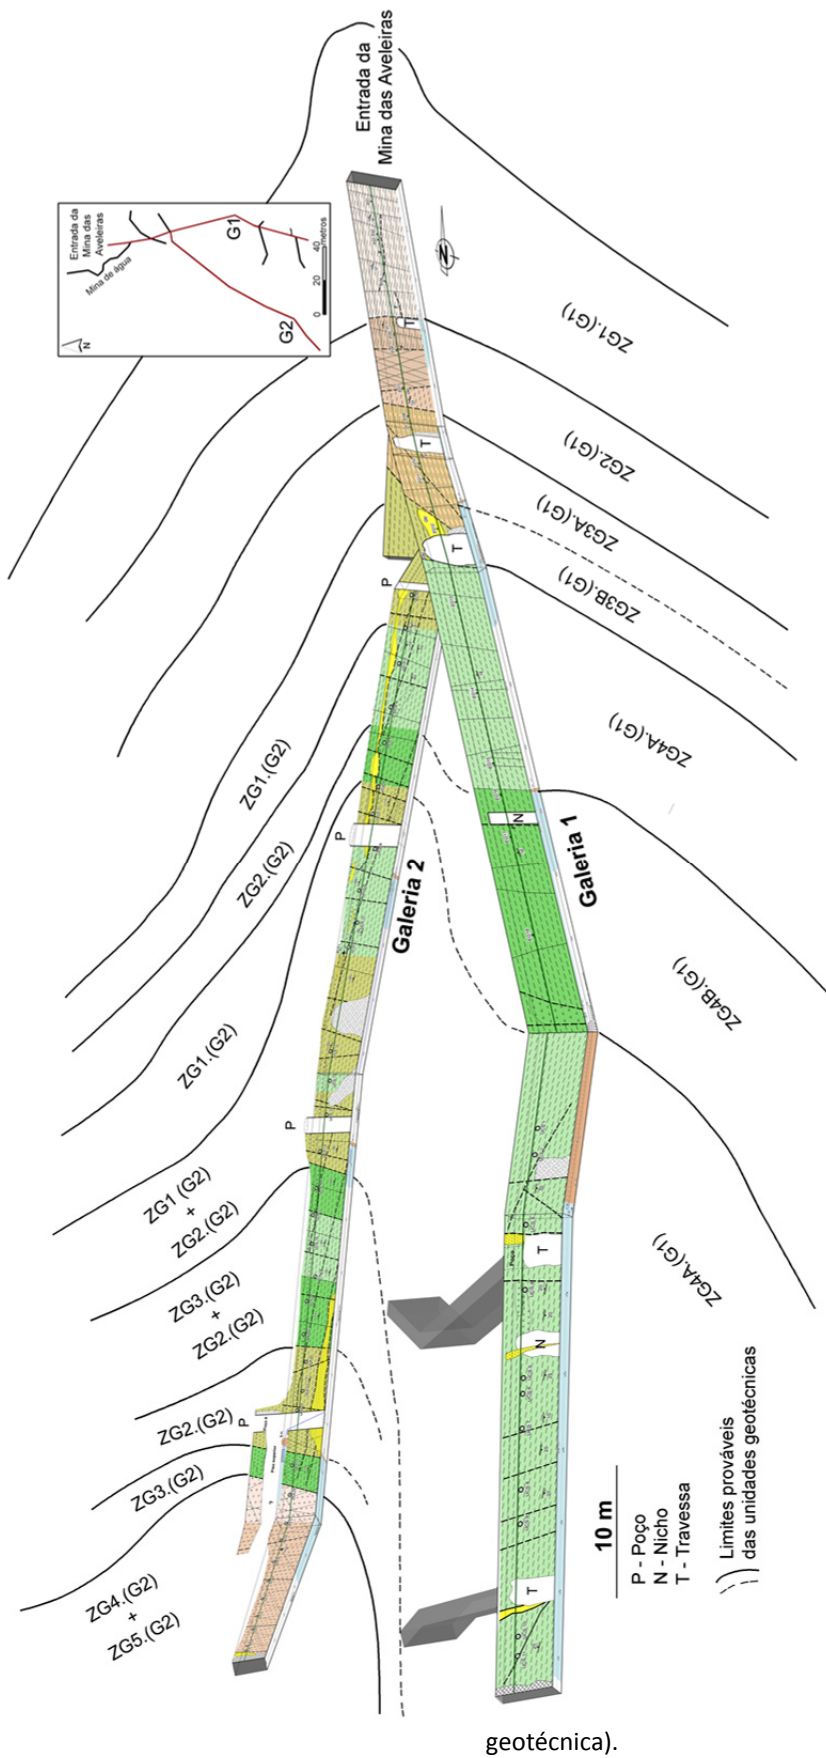 Entrada da
Mina das Aveleiras
Entrada da
Mina das
Aveleiras
Mina de água
G1
G2
0 20 40
metros
N
N
ZG1.(G1)
ZG2.(G1)
ZG3A.(G1)
ZG3B.(G1)
ZG4A.(G1)
ZG4B.(G1)
ZG4A.(G1)
T
T
T
P
ZG1.(G2)
ZG2.(G2)
ZG1.(G2)
P
N
Galeria 2
Galeria 1
P
ZG1 (G2)
+
ZG2.(G2)
ZG3.(G2)
+
ZG2.(G2)
ZG2.(G2)
P
ZG3.(G2)
ZG4.(G2)
+
ZG5.(G2)
Poço
T
N
T
10 m
P - Poço
N - Nicho
T - Travessa
Limites prováveis
das unidades geotécnicas
geotécnica).